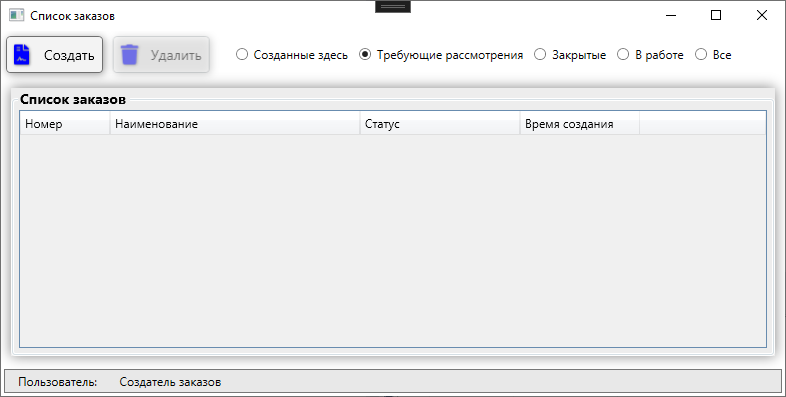 Список заказов
Создать Удалить Созданные здесь Требующие рассмотрения Закрытые В работе Все
Список заказов
Номер Наименование Статус Время создания
Пользователь: Создатель заказов